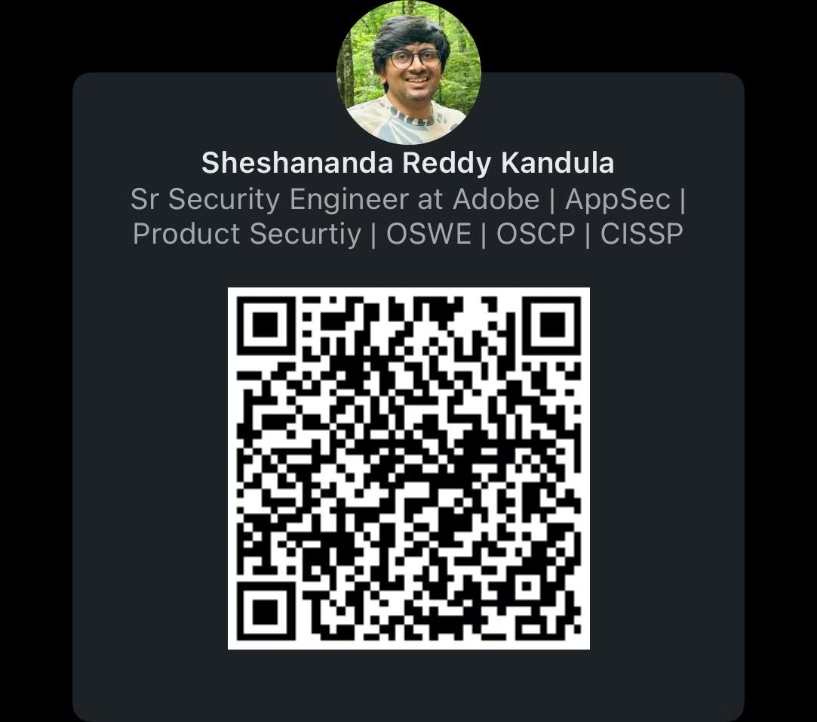 Sheshananda Reddy Kandula
Sr Security Engineer at Adobe | AppSec |
Product Securtiy | OSWE | OSCP | CISSP